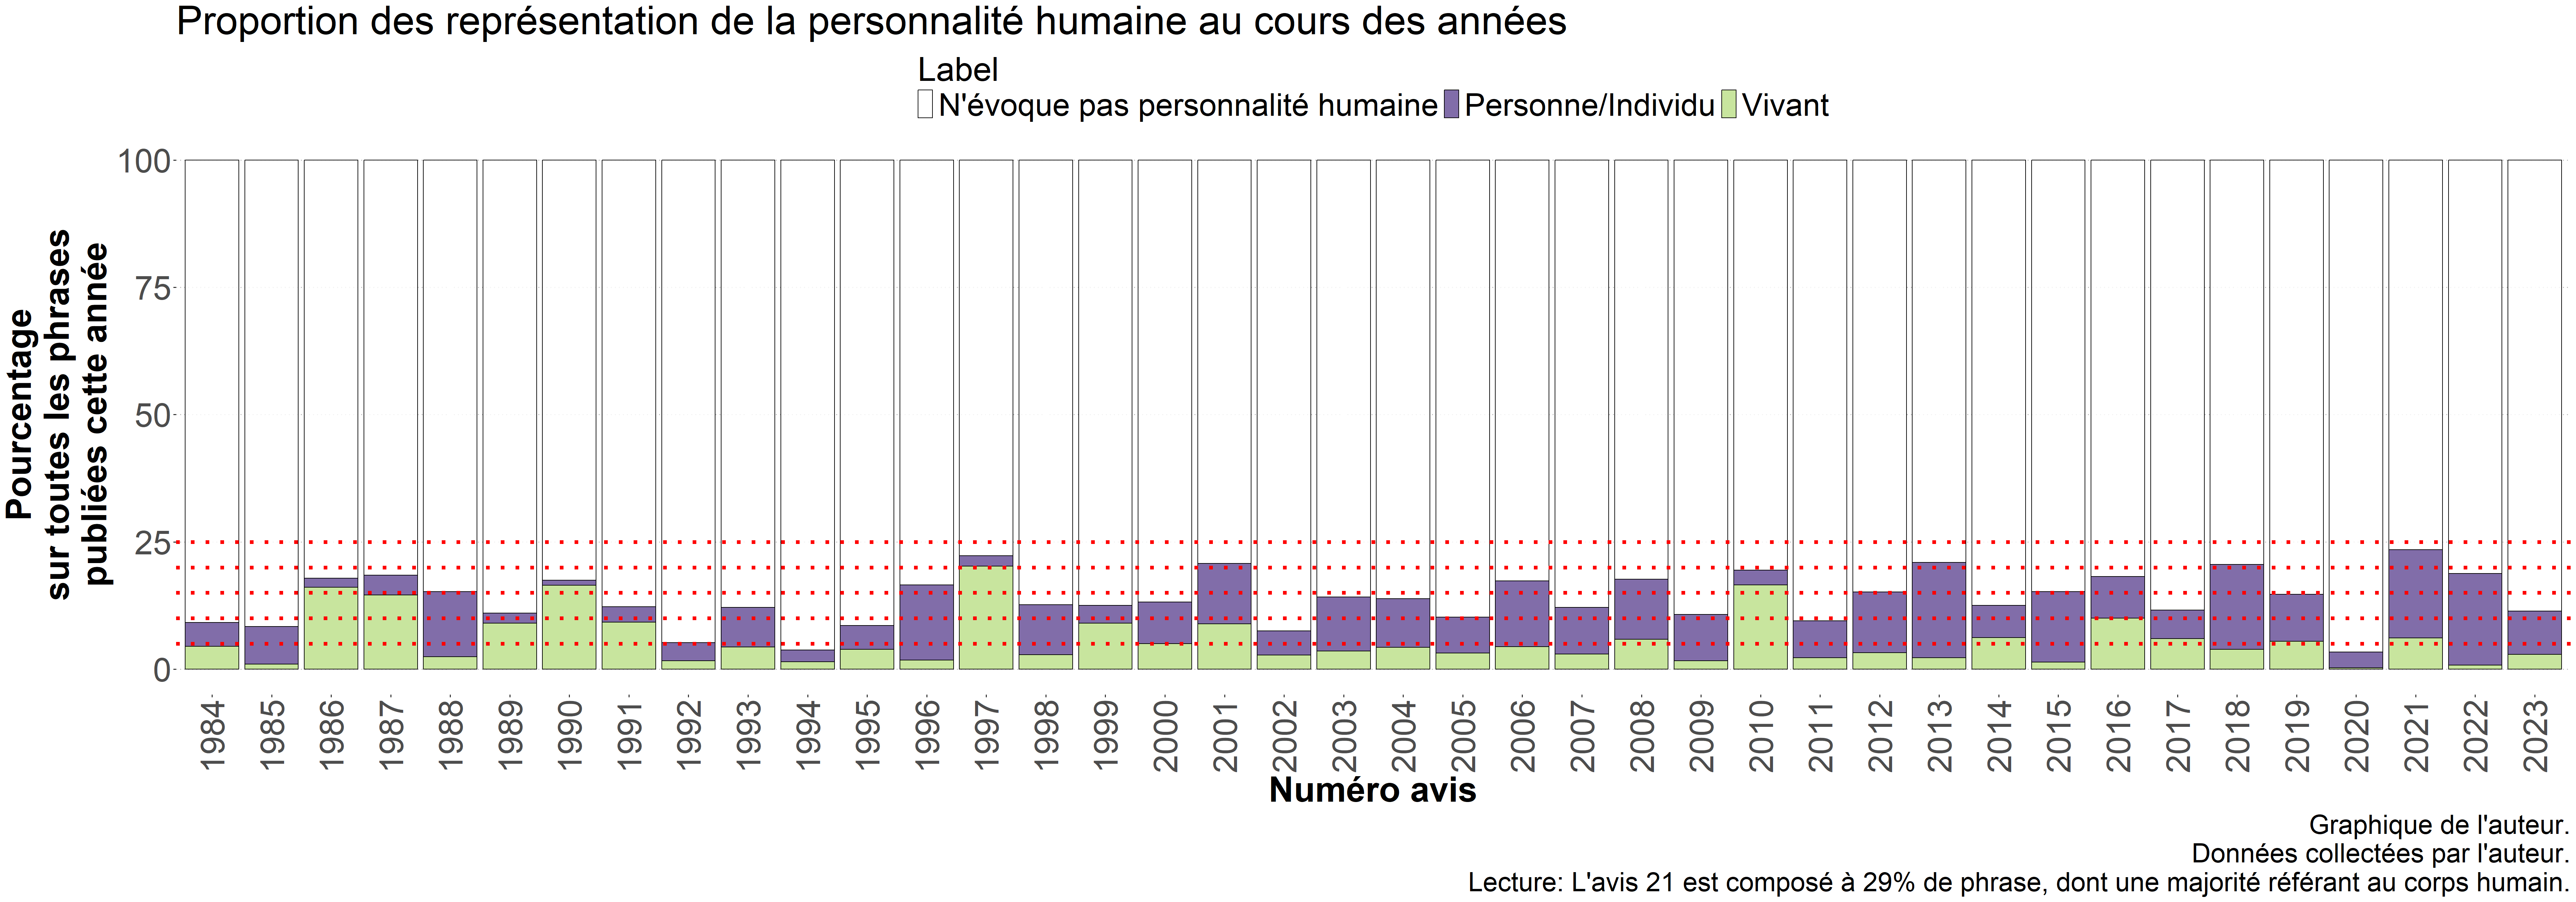 Proportion des représentation de la personnalité humaine au cours des années
Label
N'évoque pas personnalité humaine Personne/Individu Vivant
Pourcentage
sur toutes les phrases
publiées cette année
100
75
50
25
0
1984 1985 1986 1987 1988 1989 1990 1991 1992 1993 1994 1995 1996 1997 1998 1999 2000 2001 2002 2003 2004 2005 2006 2007 2008 2009 2010 2011 2012 2013 2014 2015 2016 2017 2018 2019 2020 2021 2022 2023
Numéro avis
Graphique de l'auteur.
Données collectées par l'auteur.
Lecture: L'avis 21 est composé à 29% de phrase, dont une majorité référant au corps humain.